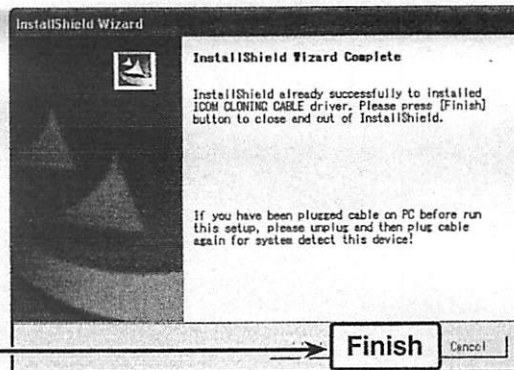 InstallShield Wizard
InstallShield Wizard Complete
InstallShield already successfully to installed
ICOM CLONING CABLE driver. Please press [Finish]
button to close and out of InstallShield.
If you have been plugged cable on PC before run
this setup, please unplug and then plug cable
again for system detect this device!
Finish
Cancel